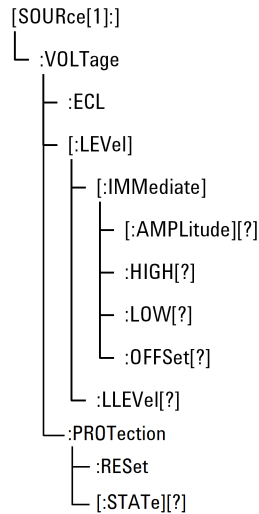 [SOURce[1]:]
:VOLTage
:ECL
[:LEVel]
[:IMMediate]
[:AMPLitude][?]
:HIGH[?]
:LOW[?]
:OFFSet[?]
:LLEVel[?]
:PROTection
:RESet
[:STATe][?]